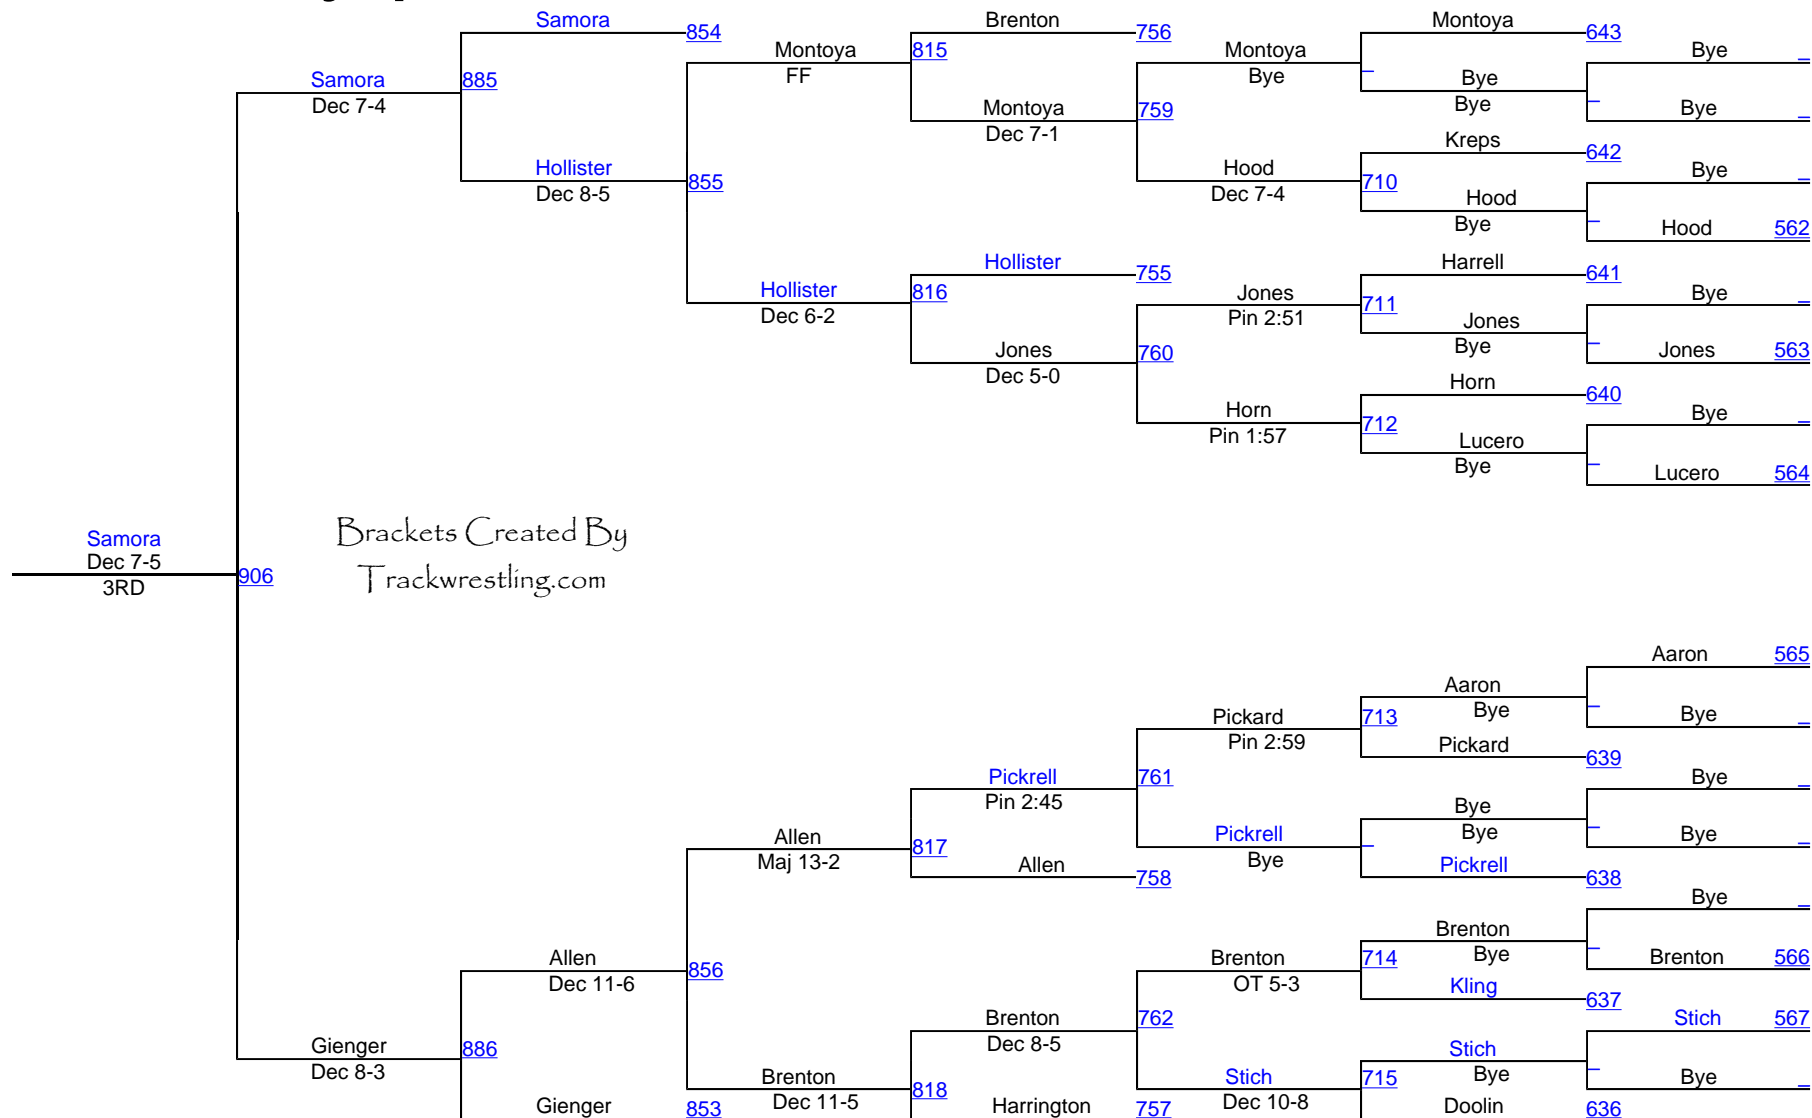 Samora
854
Brenton
756
Montoya
643
Montoya
FF
815
Montoya
Bye
Bye
Samora
Dec 7-4
885
Bye
Bye
Montoya
Dec 7-1
759
Bye
Kreps
642
Hollister
Dec 8-5
855
Hood
Dec 7-4
710
Bye
Hood
Bye
Hood
562
Hollister
755
Harrell
641
Hollister
Dec 6-2
816
Jones
Pin 2:51
711
Bye
Jones
Bye
Jones
Dec 5-0
760
Jones
563
Horn
640
Horn
Pin 1:57
712
Bye
Lucero
Bye
Lucero
564
Brackets Created By
Trackwrestling.com
Samora
Dec 7-5
3RD
906
Aaron
565
Aaron
Bye
Pickard
Pin 2:59
713
Bye
Pickard
639
Pickrell
Pin 2:45
761
Bye
Bye
Bye
Allen
Maj 13-2
817
Pickrell
Bye
Bye
Allen
758
Pickrell
638
Bye
Brenton
Bye
Allen
Dec 11-6
856
Brenton
OT 5-3
714
Brenton
566
Kling
637
Brenton
Dec 8-5
762
Stich
567
Gienger
Dec 8-3
886
Stich
Bye
Brenton
Dec 11-5
818
Stich
Dec 10-8
715
Bye
Gienger
853
Harrington
757
Doolin
636